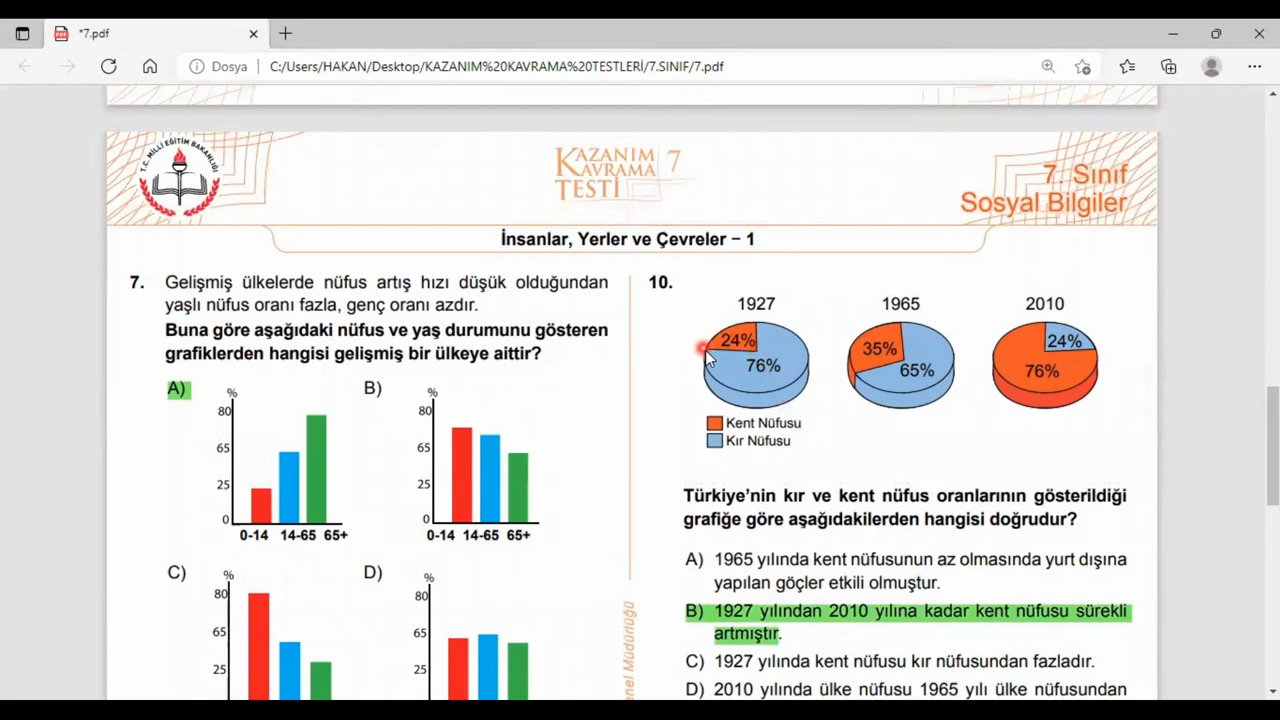 *7.pdf
Dosya
C:/Users/HAKAN/Desktop/KAZANIM%20KAVRAMA%20TESTLERİ/7.SINIF/7.pdf
T.C. MİLLİ EĞİTİM BAKANLIĞI
KAZANIM
KAVRAMA
TESTİ
7
7. Sınıf
Sosyal Bilgiler
İnsanlar, Yerler ve Çevreler − 1
7. Gelişmiş ülkelerde nüfus artış hızı düşük olduğundan
yaşlı nüfus oranı fazla, genç oranı azdır.
Buna göre aşağıdaki nüfus ve yaş durumunu gösteren
grafiklerden hangisi gelişmiş bir ülkeye aittir?
A)
%
80
65
25
0
0-14 14-65 65+
B)
%
80
65
25
0
0-14 14-65 65+
C)
%
80
65
25
D)
%
80
65
25
enel Müdürlüğü
10.
1927 1965 2010
24% 76%
35% 65%
24% 76%
Kent Nüfusu
Kır Nüfusu
Türkiye'nin kır ve kent nüfus oranlarının gösterildiği
grafiğe göre aşağıdakilerden hangisi doğrudur?
A) 1965 yılında kent nüfusunun az olmasında yurt dışına
yapılan göçler etkili olmuştur.
B) 1927 yılından 2010 yılına kadar kent nüfusu sürekli
artmıştır.
C) 1927 yılında kent nüfusu kır nüfusundan fazladır.
D) 2010 yılında ülke nüfusu 1965 yılı ülke nüfusundan